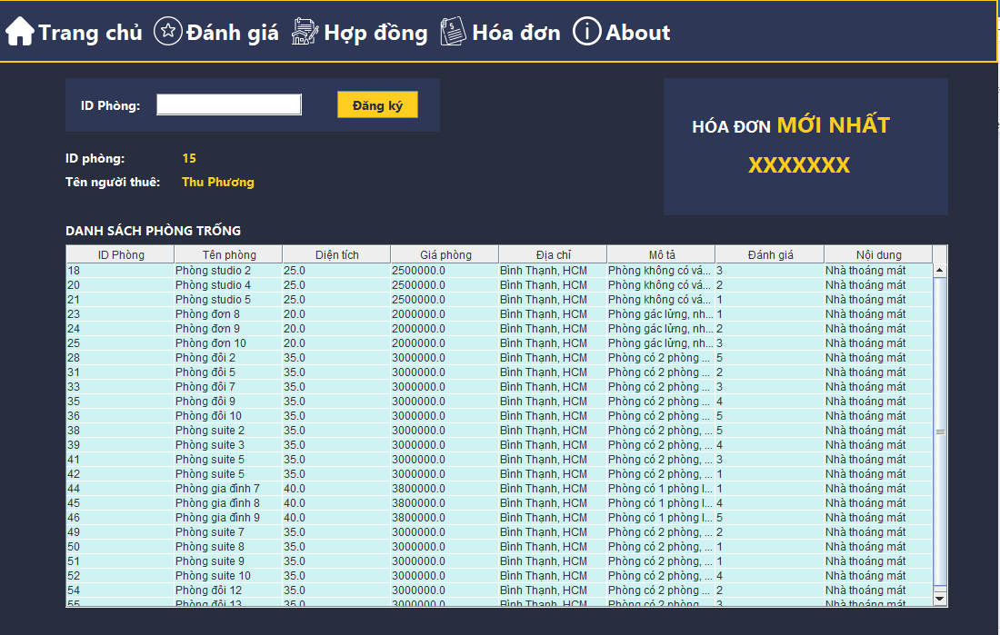 Trang chủ Đánh giá Hợp đồng Hóa đơn About
ID Phòng: Đăng ký
HÓA ĐƠN MỚI NHẤT
XXXXXXX
ID phòng: 15
Tên người thuê: Thu Phương
DANH SÁCH PHÒNG TRỐNG
ID Phòng Tên phòng Diện tích Giá phòng Địa chỉ Mô tả Đánh giá Nội dung
18 Phòng studio 2 25.0 2500000.0 Bình Thạnh, HCM Phòng không có vá... 3 Nhà thoáng mát
20 Phòng studio 4 25.0 2500000.0 Bình Thạnh, HCM Phòng không có vá... 2 Nhà thoáng mát
21 Phòng studio 5 25.0 2500000.0 Bình Thạnh, HCM Phòng không có vá... 1 Nhà thoáng mát
23 Phòng đơn 8 20.0 2000000.0 Bình Thạnh, HCM Phòng gác lửng, nh... 1 Nhà thoáng mát
24 Phòng đơn 9 20.0 2000000.0 Bình Thạnh, HCM Phòng gác lửng, nh... 2 Nhà thoáng mát
25 Phòng đơn 10 20.0 2000000.0 Bình Thạnh, HCM Phòng gác lửng, nh... 3 Nhà thoáng mát
28 Phòng đôi 2 35.0 3000000.0 Bình Thạnh, HCM Phòng có 2 phòng ... 5 Nhà thoáng mát
31 Phòng đôi 5 35.0 3000000.0 Bình Thạnh, HCM Phòng có 2 phòng ... 2 Nhà thoáng mát
33 Phòng đôi 7 35.0 3000000.0 Bình Thạnh, HCM Phòng có 2 phòng ... 3 Nhà thoáng mát
35 Phòng đôi 9 35.0 3000000.0 Bình Thạnh, HCM Phòng có 2 phòng ... 4 Nhà thoáng mát
36 Phòng đôi 10 35.0 3000000.0 Bình Thạnh, HCM Phòng có 2 phòng ... 5 Nhà thoáng mát
38 Phòng suite 2 35.0 3000000.0 Bình Thạnh, HCM Phòng có 2 phòng, ... 5 Nhà thoáng mát
39 Phòng suite 3 35.0 3000000.0 Bình Thạnh, HCM Phòng có 2 phòng, ... 4 Nhà thoáng mát
41 Phòng suite 5 35.0 3000000.0 Bình Thạnh, HCM Phòng có 2 phòng, ... 3 Nhà thoáng mát
42 Phòng suite 5 35.0 3000000.0 Bình Thạnh, HCM Phòng có 2 phòng, ... 1 Nhà thoáng mát
44 Phòng gia đình 7 40.0 3800000.0 Bình Thạnh, HCM Phòng có 1 phòng l... 1 Nhà thoáng mát
45 Phòng gia đình 8 40.0 3800000.0 Bình Thạnh, HCM Phòng có 1 phòng l... 4 Nhà thoáng mát
46 Phòng gia đình 9 40.0 3800000.0 Bình Thạnh, HCM Phòng có 1 phòng l... 5 Nhà thoáng mát
49 Phòng suite 7 35.0 3000000.0 Bình Thạnh, HCM Phòng có 2 phòng, ... 2 Nhà thoáng mát
50 Phòng suite 8 35.0 3000000.0 Bình Thạnh, HCM Phòng có 2 phòng, ... 1 Nhà thoáng mát
51 Phòng suite 9 35.0 3000000.0 Bình Thạnh, HCM Phòng có 2 phòng, ... 1 Nhà thoáng mát
52 Phòng suite 10 35.0 3000000.0 Bình Thạnh, HCM Phòng có 2 phòng, ... 4 Nhà thoáng mát
54 Phòng đôi 12 35.0 3000000.0 Bình Thạnh, HCM Phòng có 2 phòng ... 2 Nhà thoáng mát
55 Phòng đôi 13 35.0 3000000.0 Bình Thạnh, HCM Phòng có 2 phòng ... 3 Nhà thoáng mát